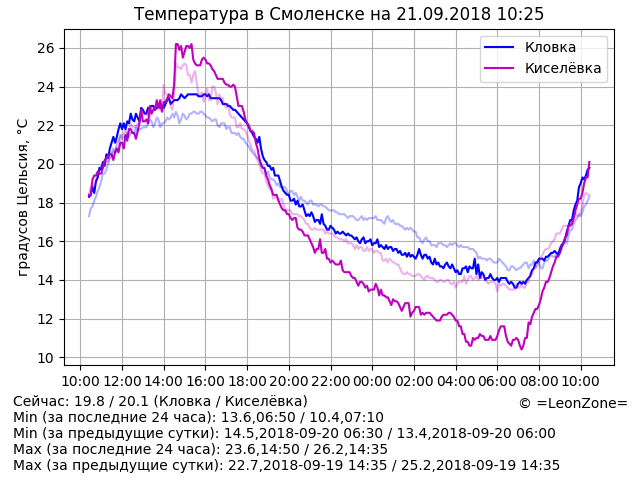 Температура в Смоленске на 21.09.2018 10:25
Кловка
Киселёвка
градусов Цельсия, °C
26
24
22
20
18
16
14
12
10
10:00 12:00 14:00 16:00 18:00 20:00 22:00 00:00 02:00 04:00 06:00 08:00 10:00
Сейчас: 19.8 / 20.1 (Кловка / Киселёвка)
© =LeonZone=
Min (за последние 24 часа): 13.6,06:50 / 10.4,07:10
Min (за предыдущие сутки): 14.5,2018-09-20 06:30 / 13.4,2018-09-20 06:00
Max (за последние 24 часа): 23.6,14:50 / 26.2,14:35
Max (за предыдущие сутки): 22.7,2018-09-19 14:35 / 25.2,2018-09-19 14:35